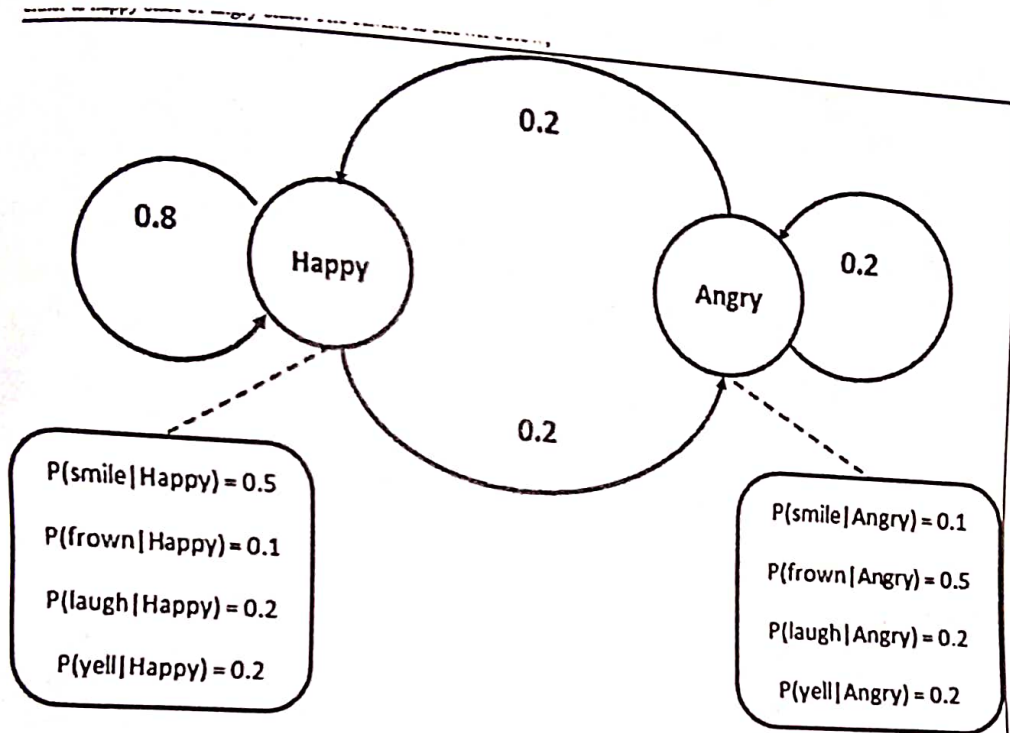 0.2
0.8
Happy
0.2
Angry
0.2
P(smile|Happy) = 0.5
P(frown|Happy) = 0.1
P(laugh|Happy) = 0.2
P(yell|Happy) = 0.2
P(smile|Angry) = 0.1
P(frown|Angry) = 0.5
P(laugh|Angry) = 0.2
P(yell|Angry) = 0.2